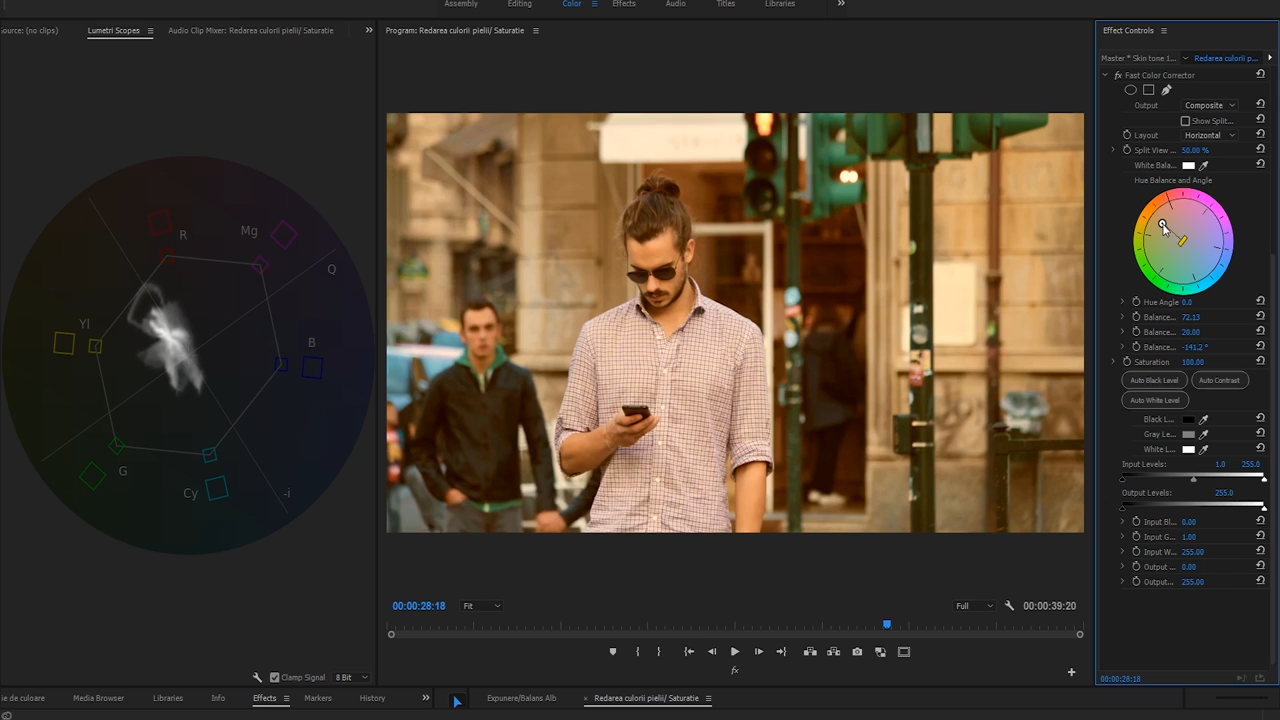 Assembly Editing Color Effects Audio Titles Libraries
ource: (no clips) Lumetri Scopes Audio Clip Mixer: Redarea culorii pielii/ Saturatie
Program: Redarea culorii pielii/ Saturatie
Effect Controls
Master * Skin tone 1... Redarea culorii p...
fx Fast Color Corrector
Output Composite
Show Split...
Layout Horizontal
Split View ... 50.00 %
White Bala...
Hue Balance and Angle
Hue Angle 0.0
Balance... 72.13
Balance... 20.00
Balance... -141.2 °
Saturation 100.00
Auto Black Level Auto Contrast
Auto White Level
Black L...
Gray Le...
White L...
Input Levels: 1.0 255.0
Output Levels: 255.0
Input Bl... 0.00
Input G... 1.00
Input W... 255.00
Output ... 0.00
Output... 255.00
00:00:28:18
R
Mg
Q
Yl
B
G
Cy
-i
Clamp Signal 8 Bit
00:00:28:18 Fit Full 00:00:39:20
fx
ie de culoare Media Browser Libraries Info Effects Markers History
Expunere/Balans Alb × Redarea culorii pielii/ Saturatie